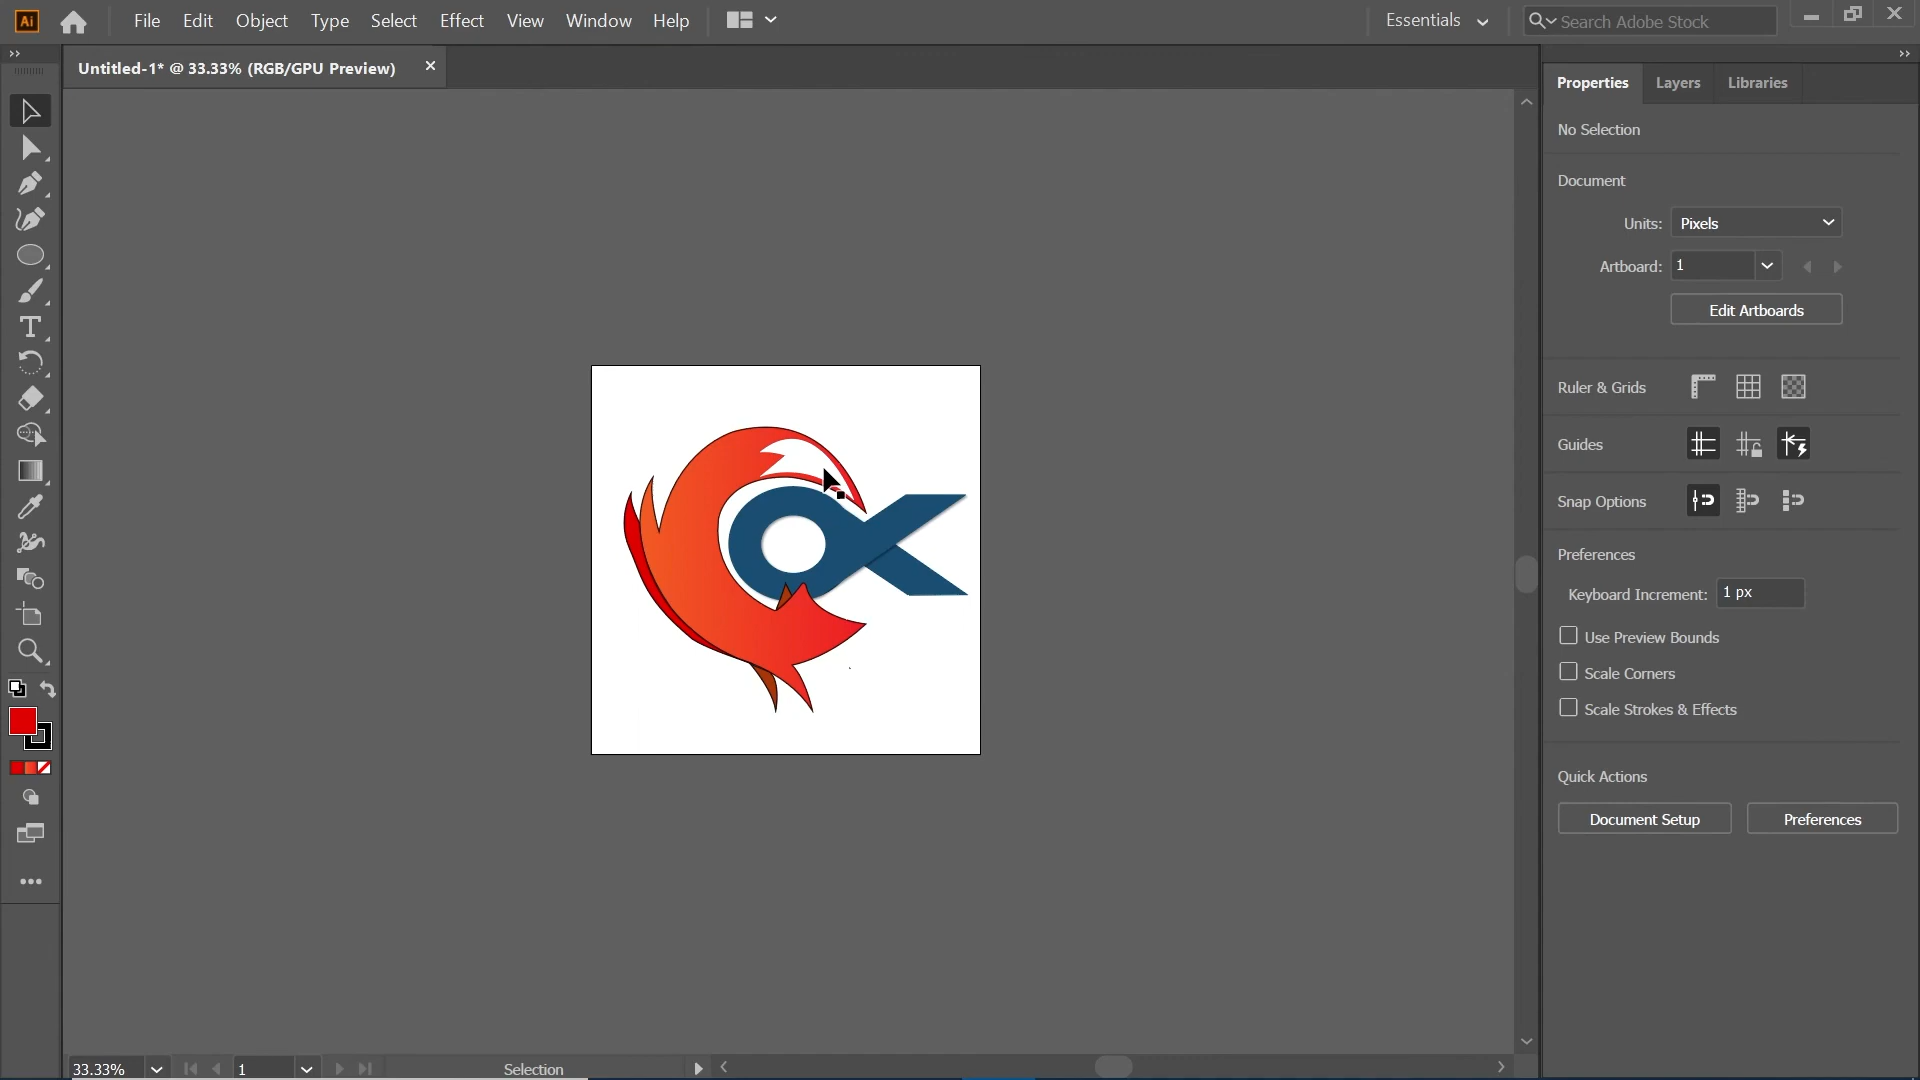 Ai File Edit Object Type Select Effect View Window Help Essentials Search Adobe Stock
Untitled-1* @ 33.33% (RGB/GPU Preview)
Properties Layers Libraries
No Selection
Document
Units: Pixels
Artboard: 1
Edit Artboards
Ruler & Grids
Guides
Snap Options
Preferences
Keyboard Increment: 1 px
Use Preview Bounds
Scale Corners
Scale Strokes & Effects
Quick Actions
Document Setup Preferences
33.33% 1 Selection